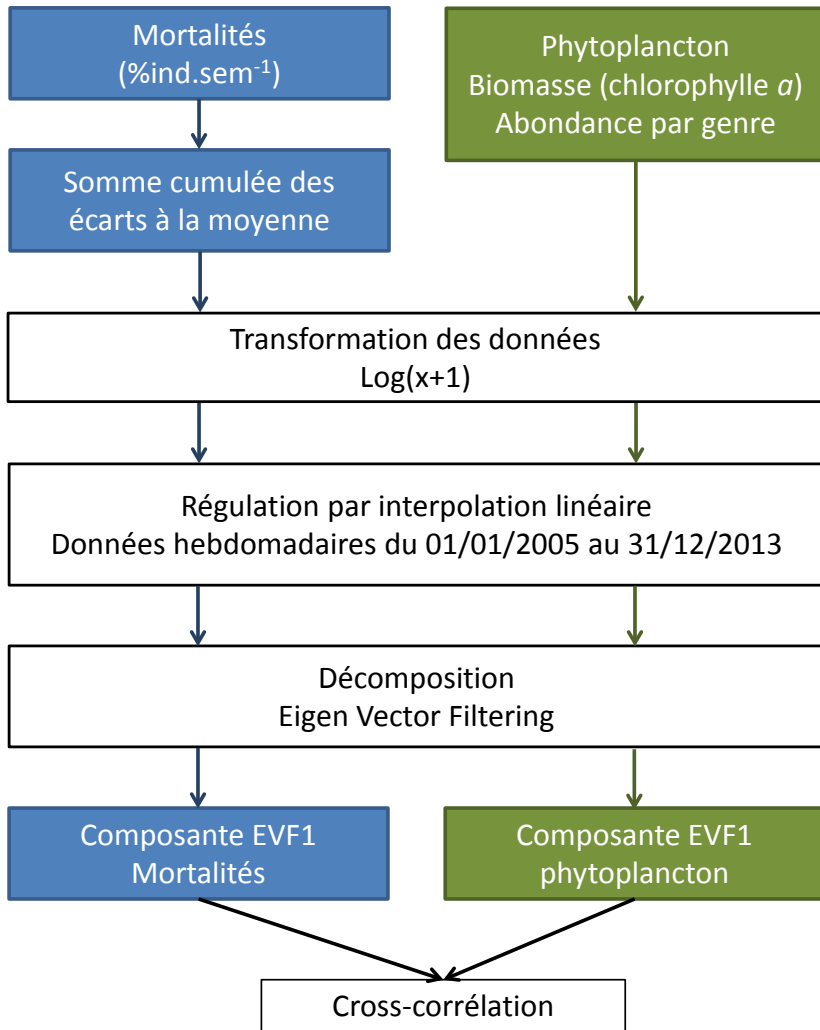 Mortalités
(%ind.sem⁻¹)
Phytoplancton
Biomasse (chlorophylle a)
Abondance par genre
Somme cumulée des
écarts à la moyenne
Transformation des données
Log(x+1)
Régulation par interpolation linéaire
Données hebdomadaires du 01/01/2005 au 31/12/2013
Décomposition
Eigen Vector Filtering
Composante EVF1
Mortalités
Composante EVF1
phytoplancton
Cross-corrélation